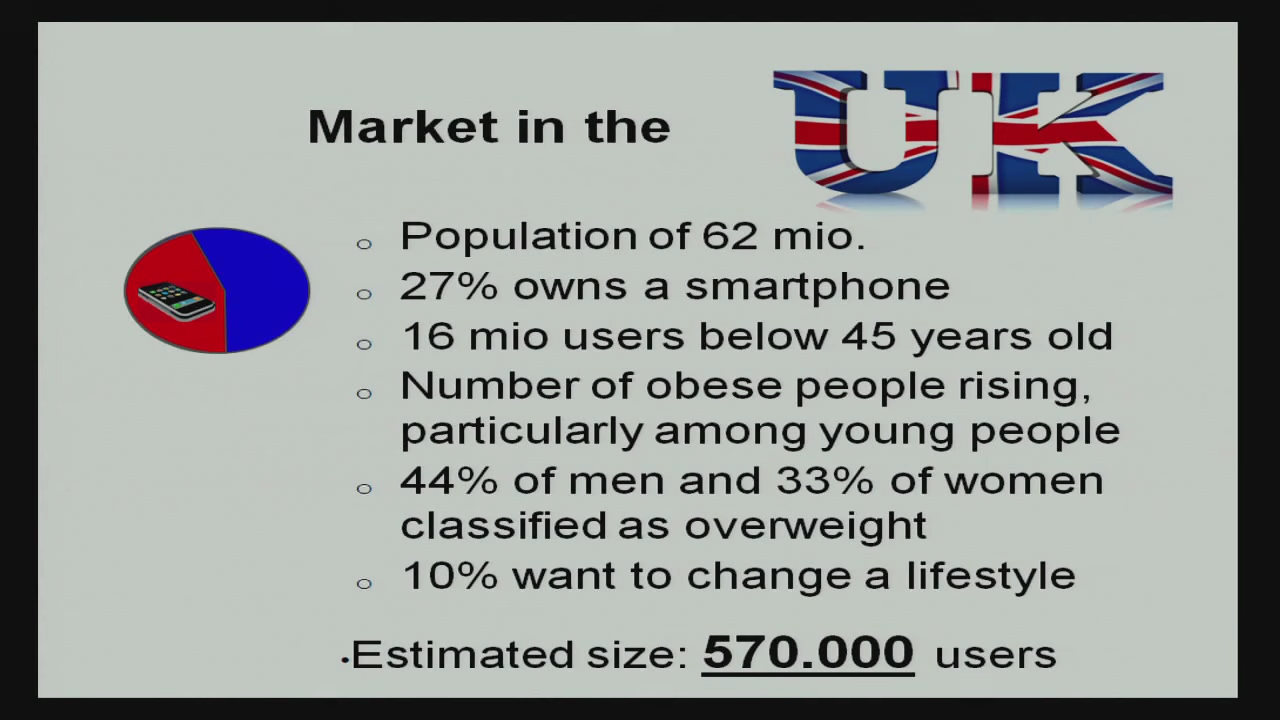 Market in the UK
Population of 62 mio.
27% owns a smartphone
16 mio users below 45 years old
Number of obese people rising,
particularly among young people
44% of men and 33% of women
classified as overweight
10% want to change a lifestyle
Estimated size: 570.000 users